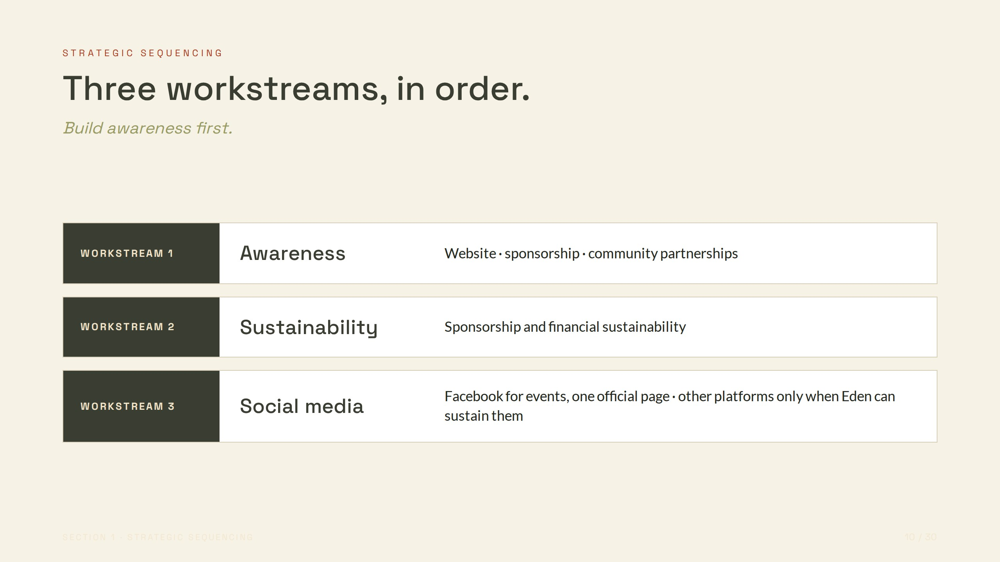 STRATEGIC SEQUENCING
Three workstreams, in order.
Build awareness first.
WORKSTREAM 1
Awareness
Website · sponsorship · community partnerships
WORKSTREAM 2
Sustainability
Sponsorship and financial sustainability
WORKSTREAM 3
Social media
Facebook for events, one official page · other platforms only when Eden can
sustain them
SECTION 1 · STRATEGIC SEQUENCING
10 / 30